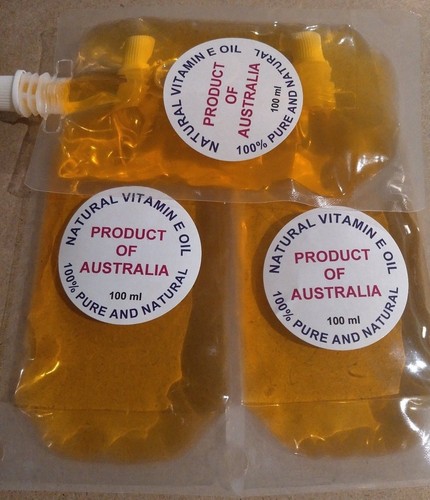 NATURAL VITAMIN E OIL
PRODUCT
OF
AUSTRALIA
100 ml
100% PURE AND NATURAL
NATURAL VITAMIN E OIL
PRODUCT
OF
AUSTRALIA
100 ml
100% PURE AND NATURAL
NATURAL VITAMIN E OIL
PRODUCT
OF
AUSTRALIA
100 ml
100% PURE AND NATURAL